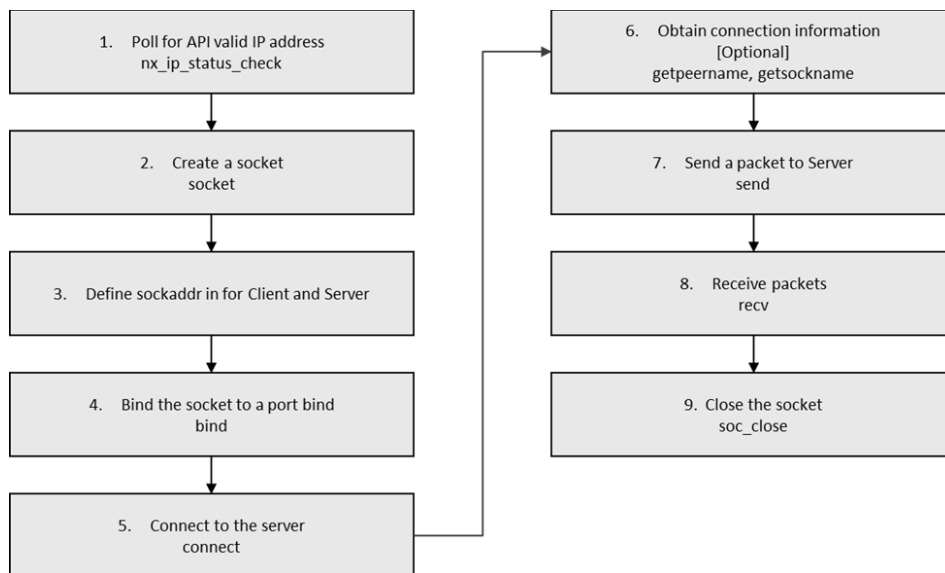 1. Poll for API valid IP address
nx_ip_status_check
2. Create a socket
socket
3. Define sockaddr in for Client and Server
4. Bind the socket to a port bind
bind
5. Connect to the server
connect
6. Obtain connection information
[Optional]
getpeername, getsockname
7. Send a packet to Server
send
8. Receive packets
recv
9. Close the socket
soc_close